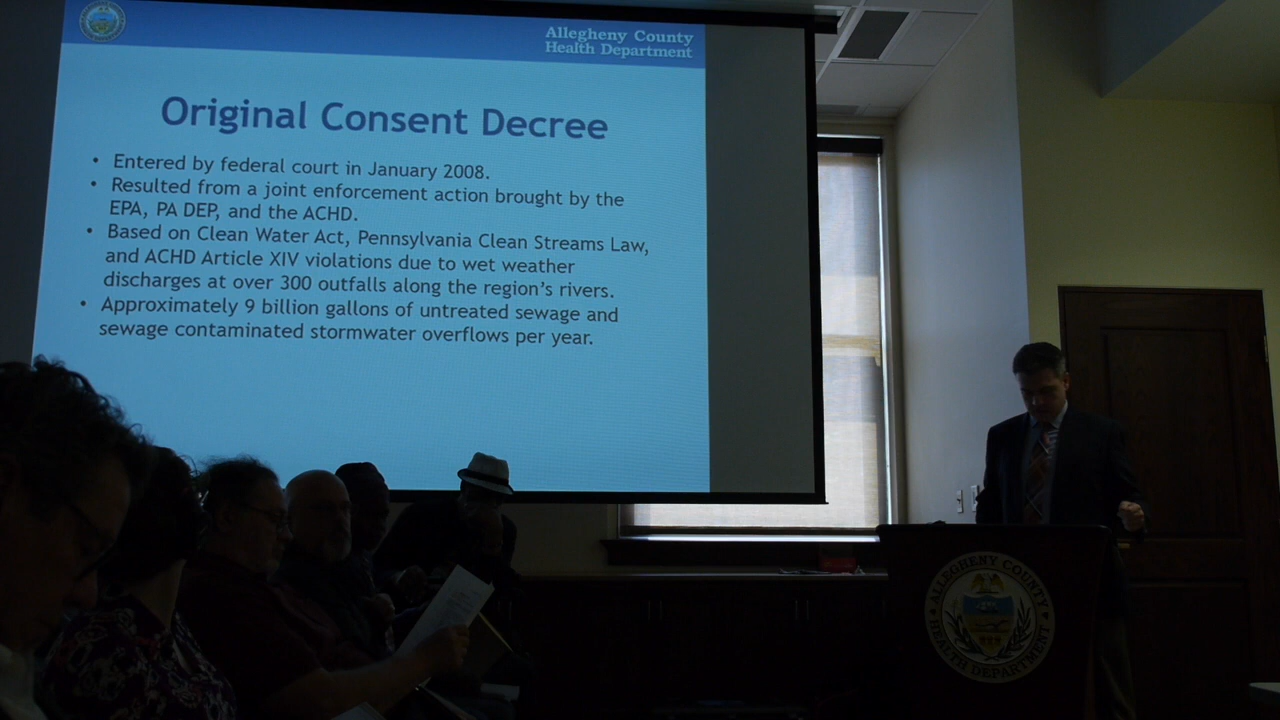 Allegheny County
Health Department
Original Consent Decree
• Entered by federal court in January 2008.
• Resulted from a joint enforcement action brought by the
EPA, PA DEP, and the ACHD.
• Based on Clean Water Act, Pennsylvania Clean Streams Law,
and ACHD Article XIV violations due to wet weather
discharges at over 300 outfalls along the region's rivers.
• Approximately 9 billion gallons of untreated sewage and
sewage contaminated stormwater overflows per year.
ALLEGHENY COUNTY
HEALTH DEPARTMENT